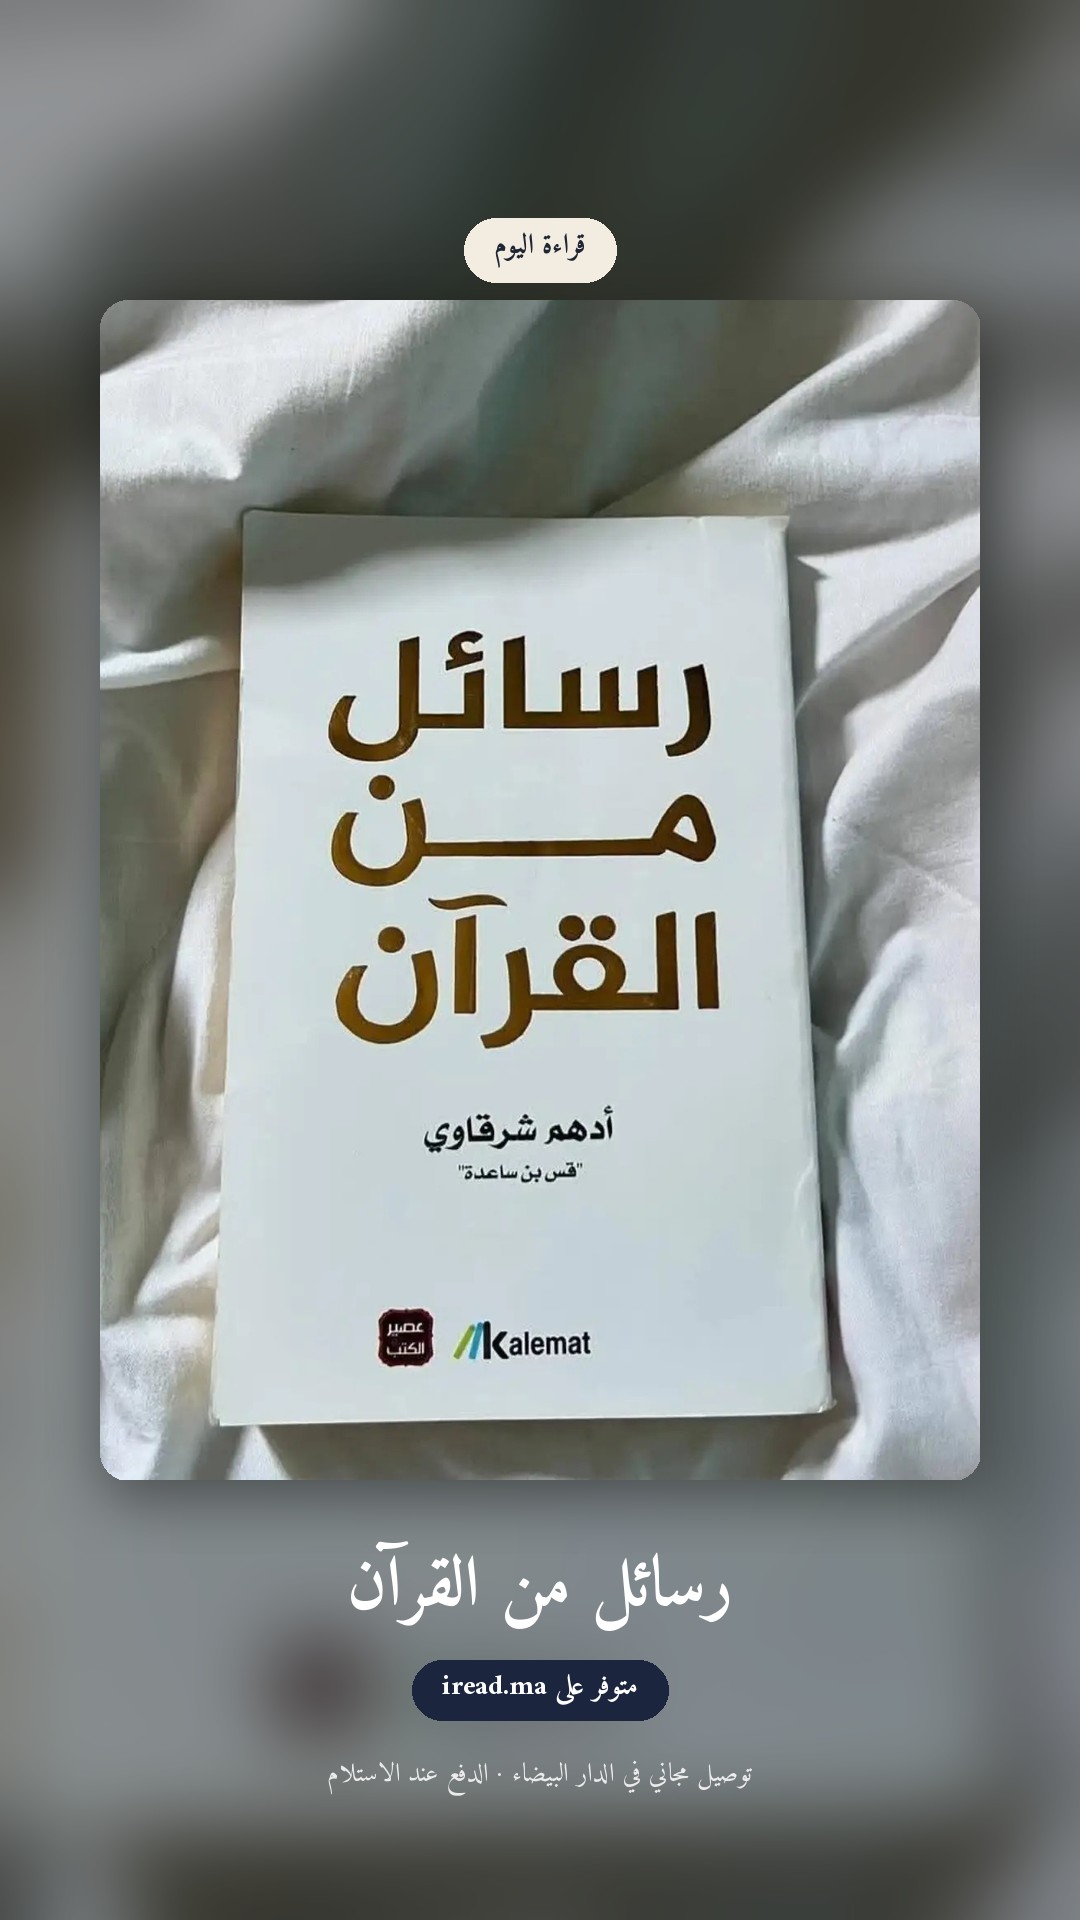 قراءة اليوم
رسائل
من
القرآن
أدهم شرقاوي
"قس بن ساعدة"
عصير
الكتب
Kalemat
رسائل من القرآن
متوفر على iread.ma
توصيل مجاني في الدار البيضاء · الدفع عند الاستلام